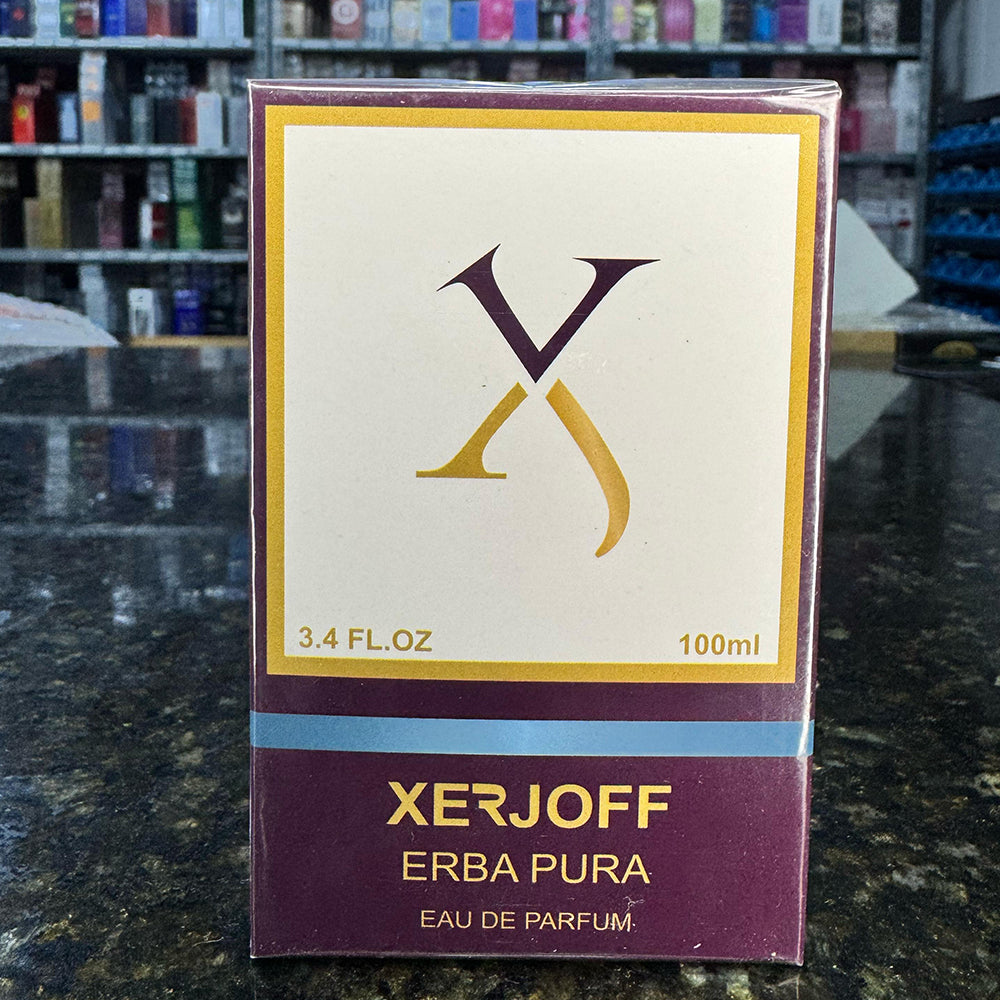 X
3.4 FL.OZ 100ml
XERJOFF
ERBA PURA
EAU DE PARFUM